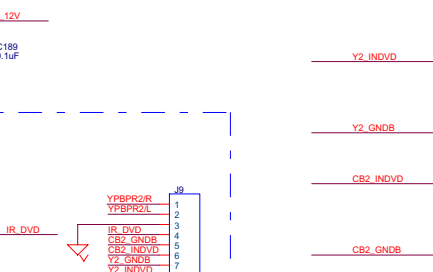 _12V
C189
0.1uF
Y2_INDVD
Y2_GNDB
CB2_INDVD
CB2_GNDB
J9
YPBPR2/R 1
YPBPR2/L 2
3
IR_DVD
IR_DVD 4
CB2_GNDB 5
CB2_INDVD 6
Y2_GNDB 7
Y2_INDVD